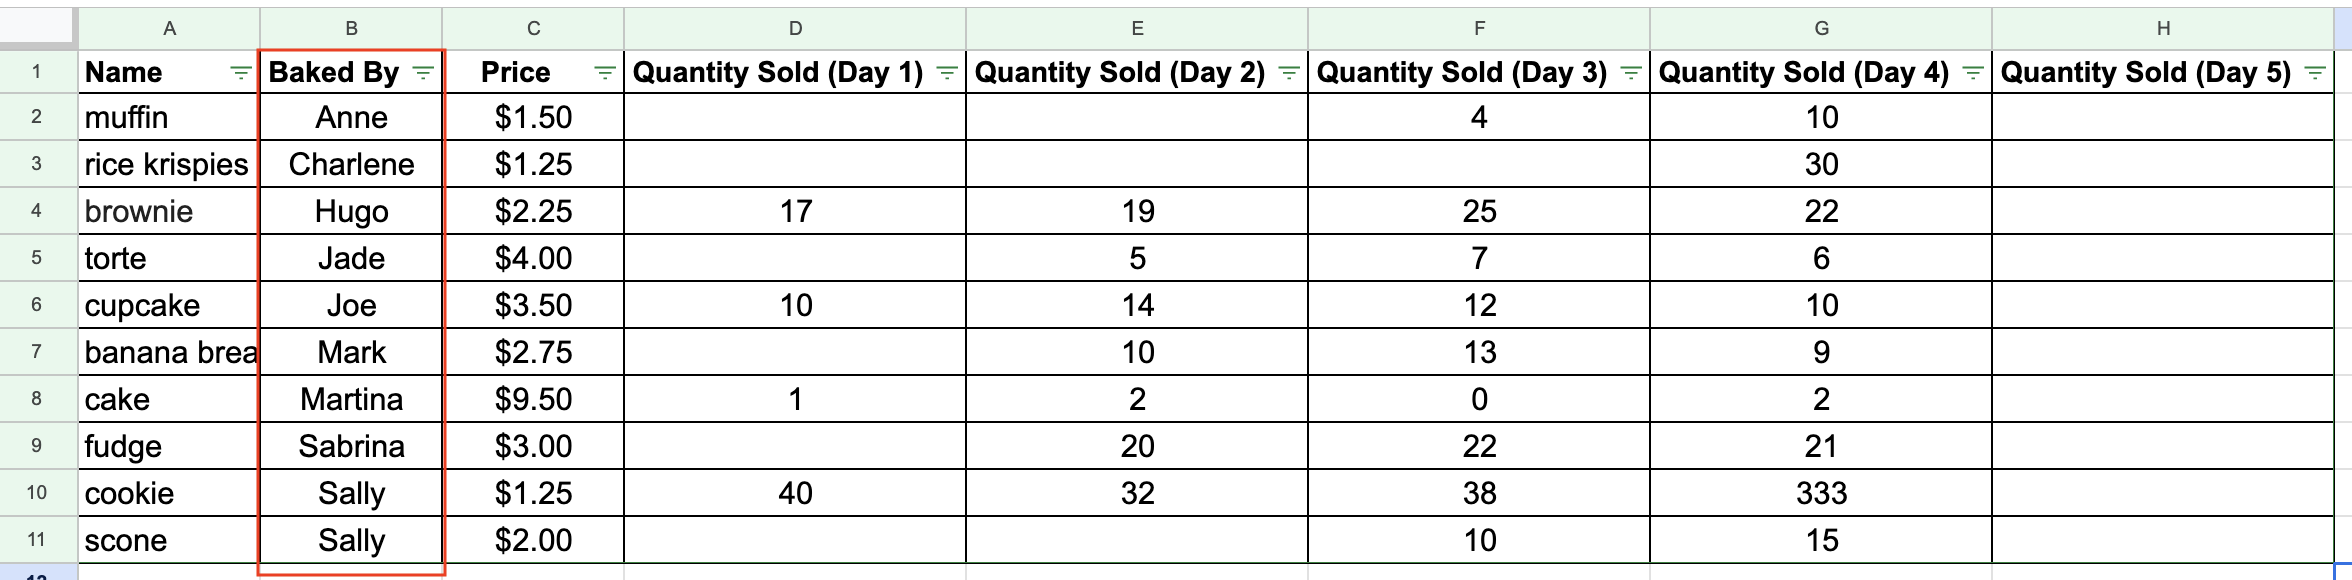 A B C D E F G H
1 Name Baked By Price Quantity Sold (Day 1) Quantity Sold (Day 2) Quantity Sold (Day 3) Quantity Sold (Day 4) Quantity Sold (Day 5)
2 muffin Anne $1.50 4 10
3 rice krispies Charlene $1.25 30
4 brownie Hugo $2.25 17 19 25 22
5 torte Jade $4.00 5 7 6
6 cupcake Joe $3.50 10 14 12 10
7 banana brea Mark $2.75 10 13 9
8 cake Martina $9.50 1 2 0 2
9 fudge Sabrina $3.00 20 22 21
10 cookie Sally $1.25 40 32 38 333
11 scone Sally $2.00 10 15